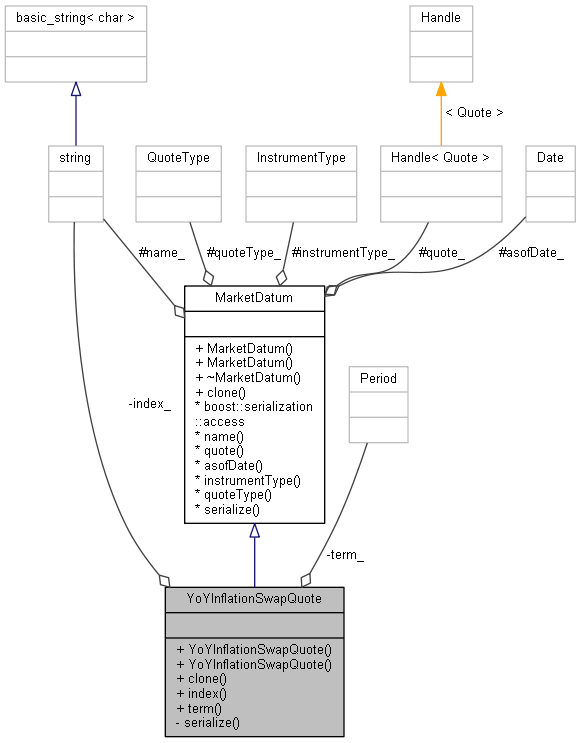 basic_string< char >
Handle
< Quote >
string
QuoteType
InstrumentType
Handle< Quote >
Date
#name_
#quoteType_
#instrumentType_
#quote_
#asofDate_
MarketDatum
+ MarketDatum()
+ MarketDatum()
+ ~MarketDatum()
+ clone()
* boost::serialization
::access
* name()
* quote()
* asofDate()
* instrumentType()
* quoteType()
* serialize()
Period
-index_
-term_
YoYInflationSwapQuote
+ YoYInflationSwapQuote()
+ YoYInflationSwapQuote()
+ clone()
+ index()
+ term()
- serialize()